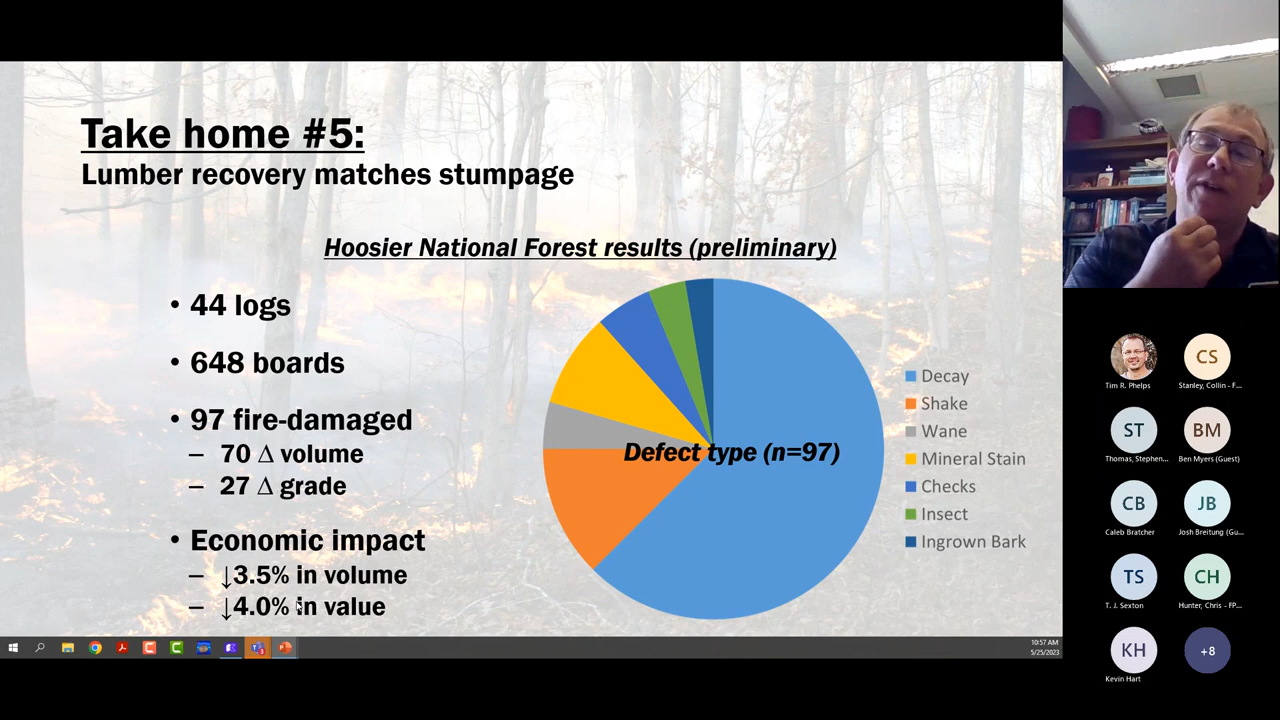 Take home #5:
Lumber recovery matches stumpage
Hoosier National Forest results (preliminary)
• 44 logs
• 648 boards
• 97 fire-damaged
– 70 Δ volume
– 27 Δ grade
• Economic impact
– ↓3.5% in volume
– ↓4.0% in value
Defect type (n=97)
Decay
Shake
Wane
Mineral Stain
Checks
Insect
Ingrown Bark
10:57 AM
5/25/2023
Tim R. Phelps
CS
Stanley, Collin - F...
ST
Thomas, Stephen...
BM
Ben Myers (Guest)
CB
Caleb Bratcher
JB
Josh Breitung (Gu...
TS
T. J. Sexton
CH
Hunter, Chris - FP...
KH
Kevin Hart
+8